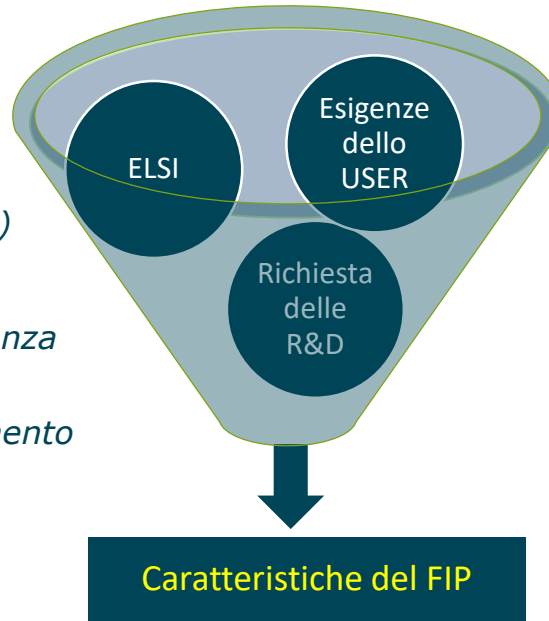 ELSI
Esigenze
dello
USER
)
Richiesta
delle
R&D
Caratteristiche del FIP